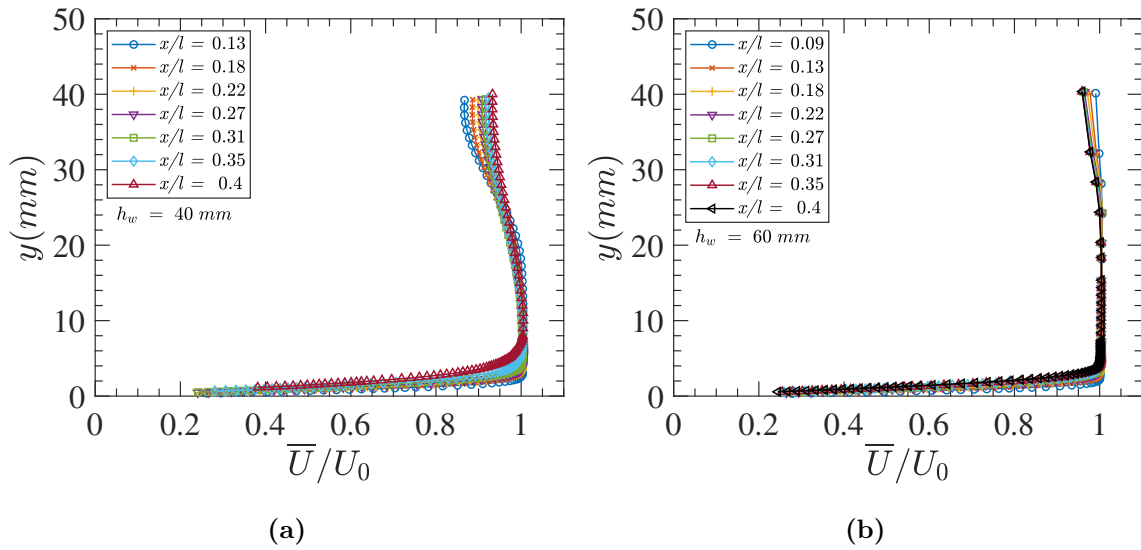 50
40
30
20
10
0
y(mm)
x/l = 0.13
x/l = 0.18
x/l = 0.22
x/l = 0.27
x/l = 0.31
x/l = 0.35
x/l = 0.4
h_w = 40 mm
0 0.2 0.4 0.6 0.8 1
U̅/U₀
(a)
50
40
30
20
10
0
y(mm)
x/l = 0.09
x/l = 0.13
x/l = 0.18
x/l = 0.22
x/l = 0.27
x/l = 0.31
x/l = 0.35
x/l = 0.4
h_w = 60 mm
0 0.2 0.4 0.6 0.8 1
U̅/U₀
(b)